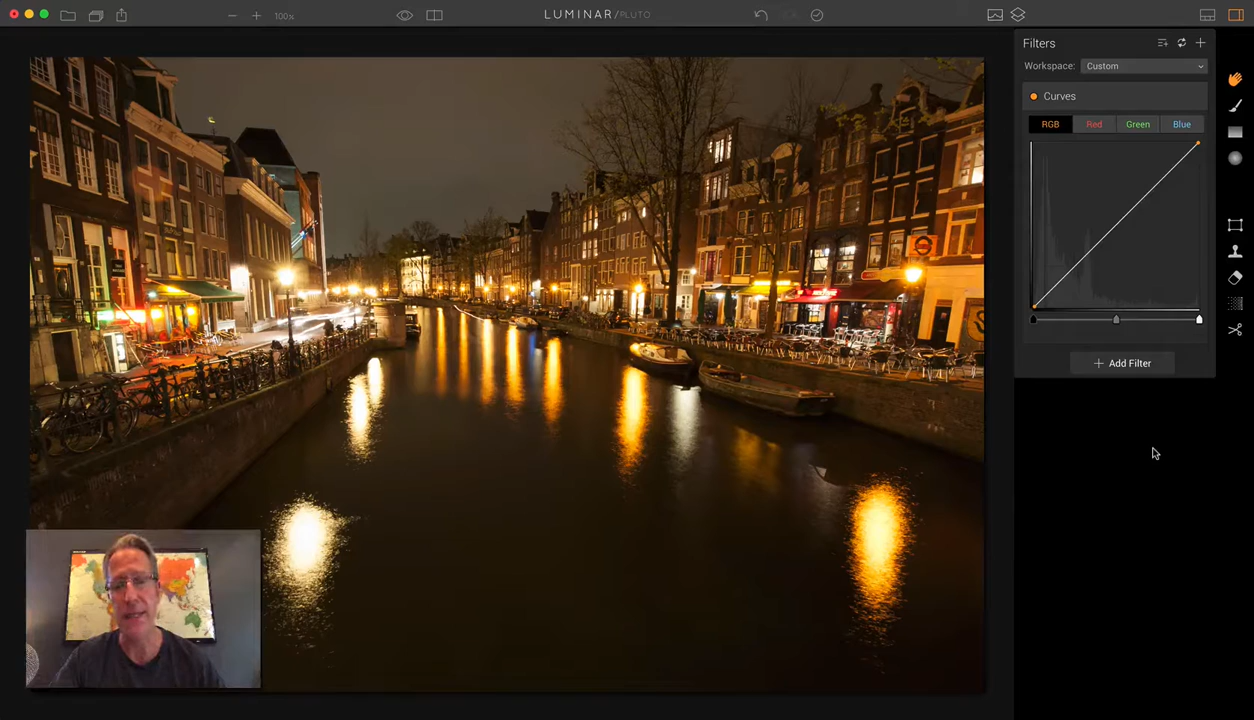 100%
LUMINAR/PLUTO
Filters
Workspace: Custom
Curves
RGB Red Green Blue
+ Add Filter